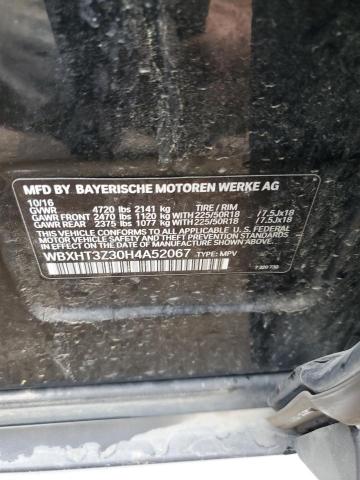 MFD BY BAYERISCHE MOTOREN WERKE AG
10/16
GVWR 4720 lbs 2141 kg TIRE / RIM
GAWR FRONT 2470 lbs 1120 kg WITH 225/50R18 /7.5Jx18
GAWR REAR 2375 lbs 1077 kg WITH 225/50R18 /7.5Jx18
THIS VEHICLE CONFORMS TO ALL APPLICABLE U.S. FEDERAL
MOTOR VEHICLE SAFETY, BUMPER, AND THEFT
PREVENTION STANDARDS IN EFFECT ON THE DATE OF
MANUFACTURE SHOWN ABOVE.
WBXHT3Z30H4A52067 TYPE: MPV